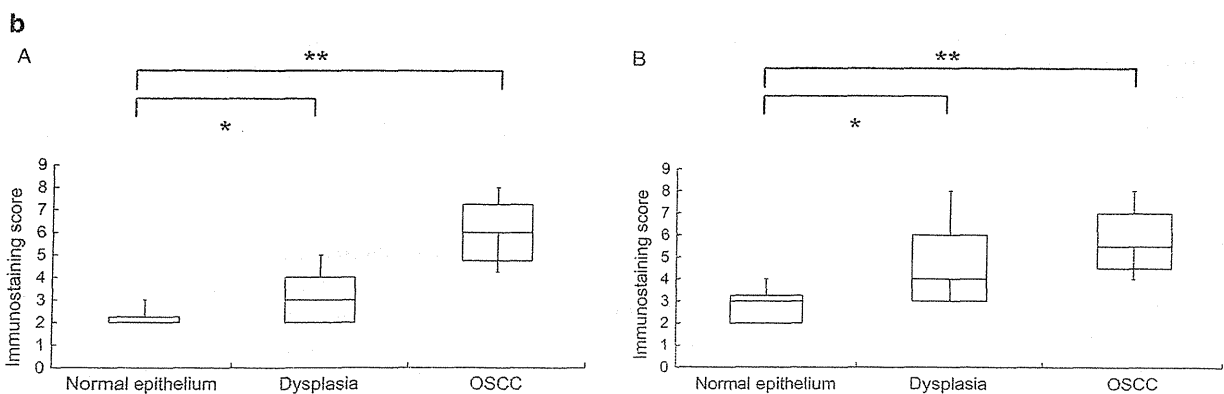 b
A
**
*
Immunostaining score
9
8
7
6
5
4
3
2
1
0
Normal epithelium
Dysplasia
OSCC
B
**
*
Immunostaining score
9
8
7
6
5
4
3
2
1
0
Normal epithelium
Dysplasia
OSCC